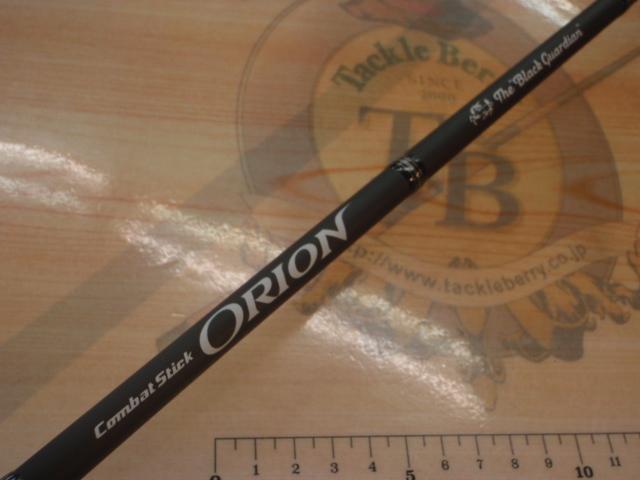 Tackle Berry
SINCE
TB
http://www.tackleberry.co.jp
"The Black Guardian"
Combat Stick ORION
0 1 2 3 4 5 6 7 8 9 10 11